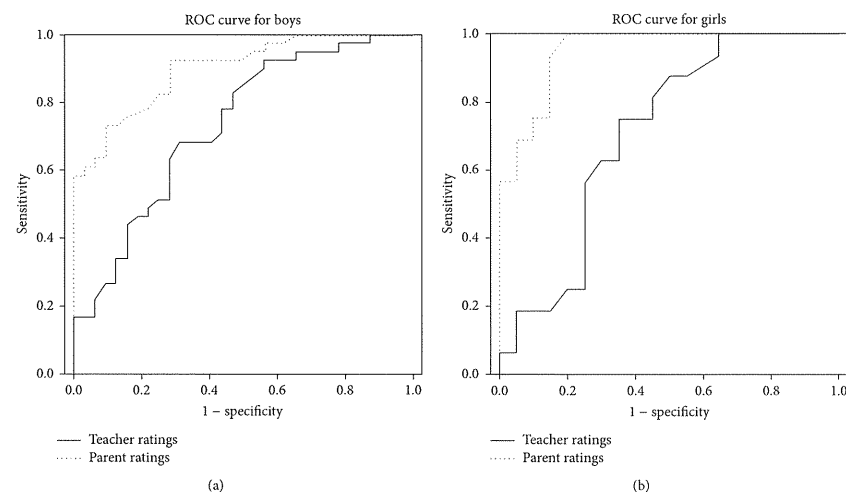 ROC curve for boys
1.0
0.8
0.6
0.4
0.2
0.0
Sensitivity
0.0 0.2 0.4 0.6 0.8 1.0
1 − specificity
Teacher ratings
Parent ratings
(a)
ROC curve for girls
1.0
0.8
0.6
0.4
0.2
0.0
Sensitivity
0.0 0.2 0.4 0.6 0.8 1.0
1 − specificity
Teacher ratings
Parent ratings
(b)